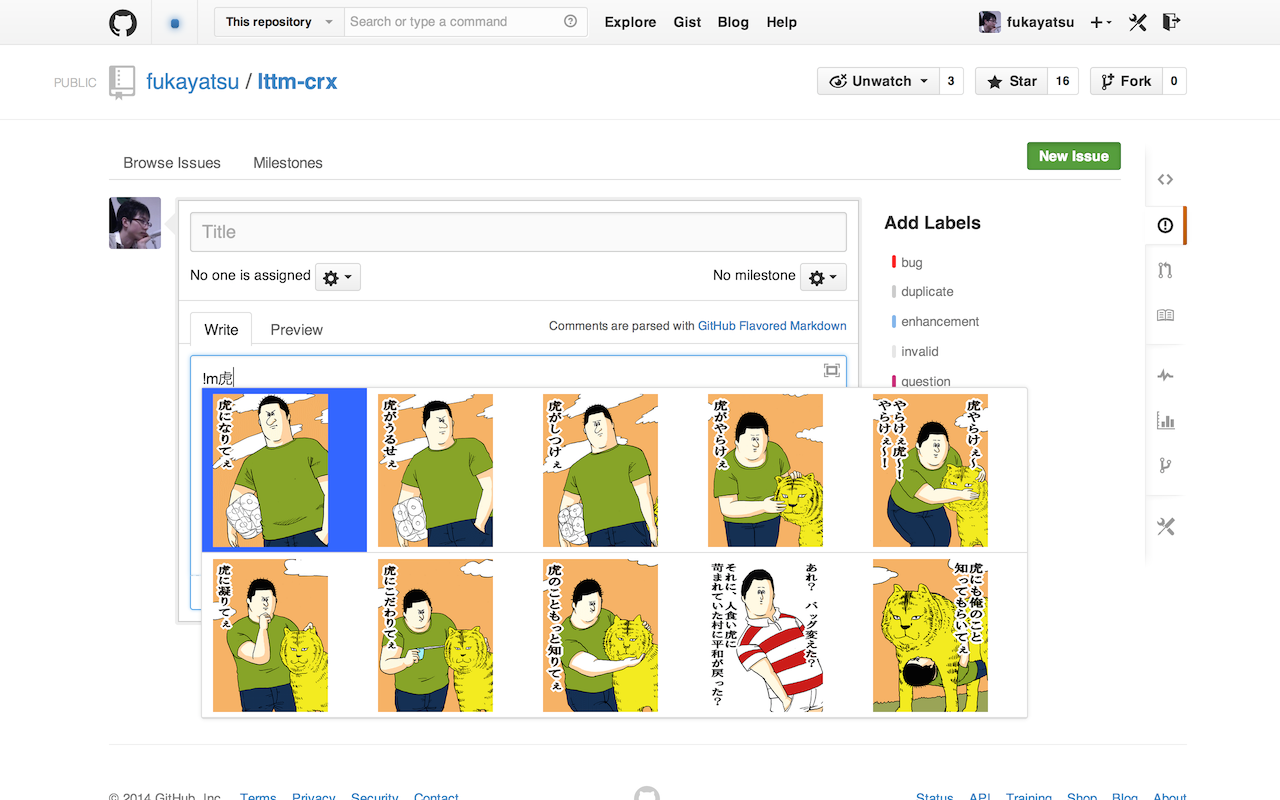 This repository
Search or type a command
Explore
Gist
Blog
Help
fukayatsu
PUBLIC
fukayatsu / lttm-crx
Unwatch
3
Star
16
Fork
0
Browse Issues
Milestones
New Issue
Title
No one is assigned
No milestone
Write
Preview
Comments are parsed with GitHub Flavored Markdown
!m虎
Add Labels
bug
duplicate
enhancement
invalid
question
虎になりてぇ
虎がうるせぇ
虎がしつけぇ
虎がやらけぇ
虎やらけぇ〜
やらけぇ虎〜！
やらけぇ〜！
虎に凝りてぇ
虎にこだわりてぇ
虎のこともっと知りてぇ
あれ？ バッグ変えた？
それに、人食い虎に
苛まれていた村に平和が戻った？
虎にも俺のこと
知ってもらいてぇ
© 2014 GitHub, Inc.
Terms
Privacy
Security
Contact
Status
API
Training
Shop
Blog
About